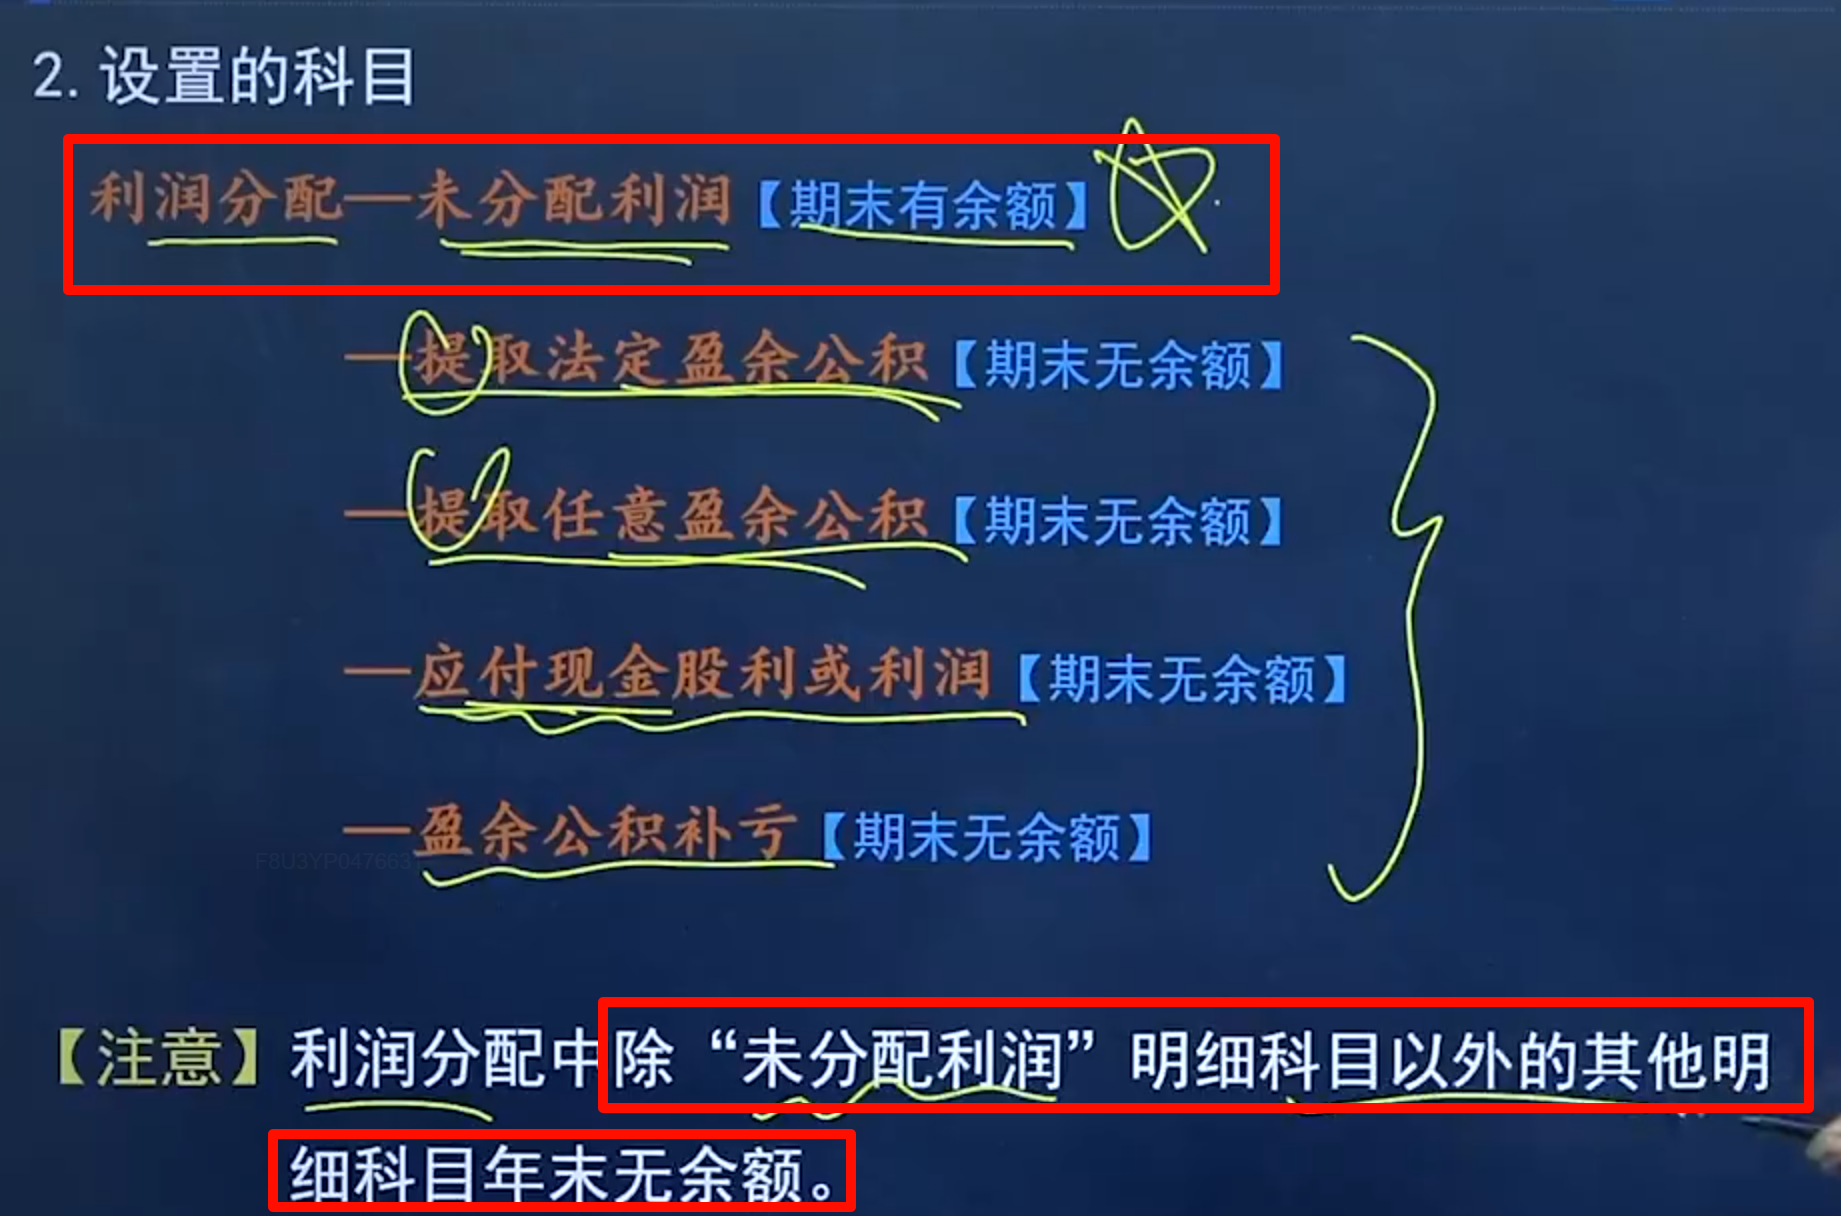 2. 设置的科目
利润分配—未分配利润【期末有余额】
—提取法定盈余公积【期末无余额】
—提取任意盈余公积【期末无余额】
—应付现金股利或利润【期末无余额】
—盈余公积补亏【期末无余额】
F8U3YP047663
【注意】利润分配中除“未分配利润”明细科目以外的其他明
细科目年末无余额。